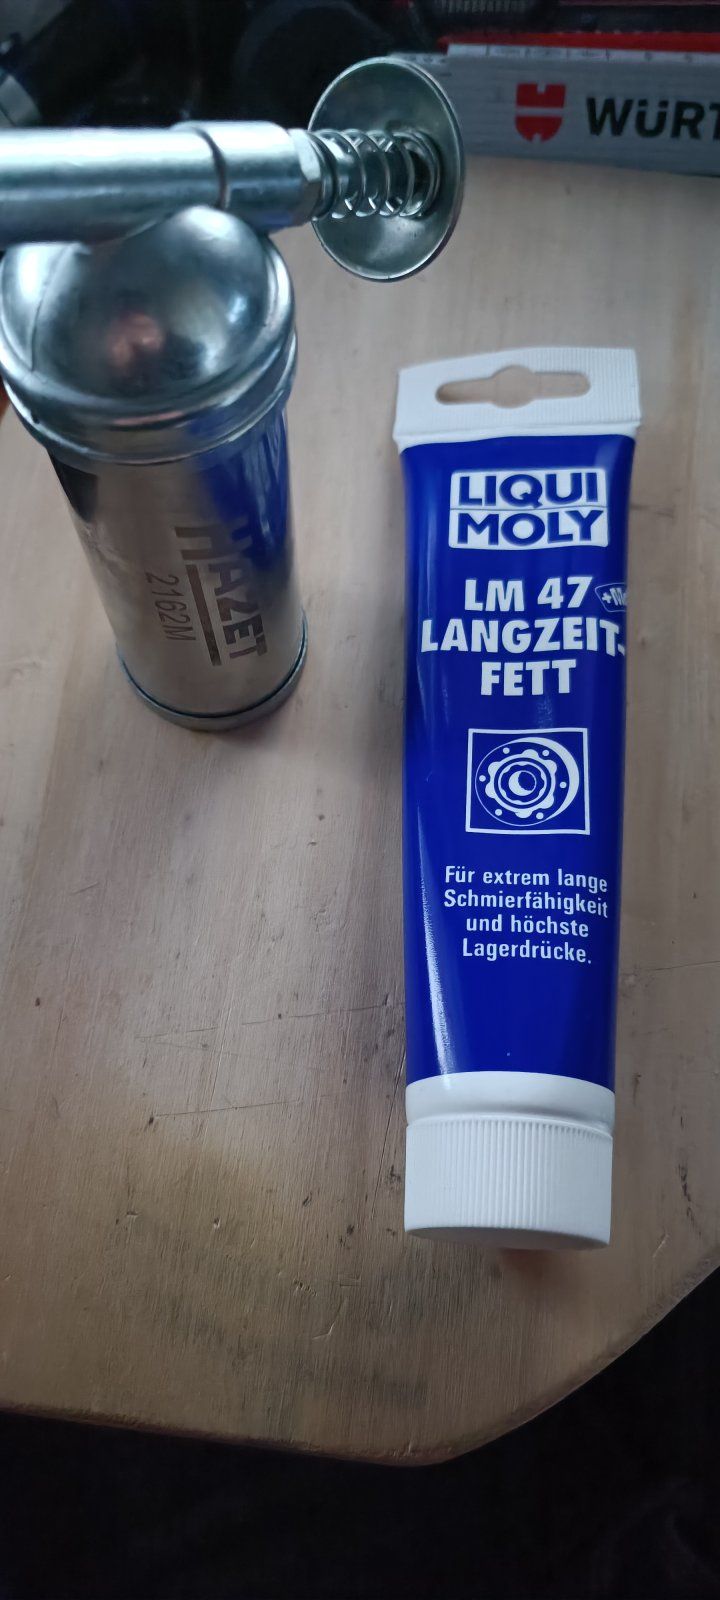 WÜRT
HAZET
2162M
LIQUI
MOLY
LM 47
LANGZEIT-
FETT
Für extrem lange
Schmierfähigkeit
und höchste
Lagerdrücke.